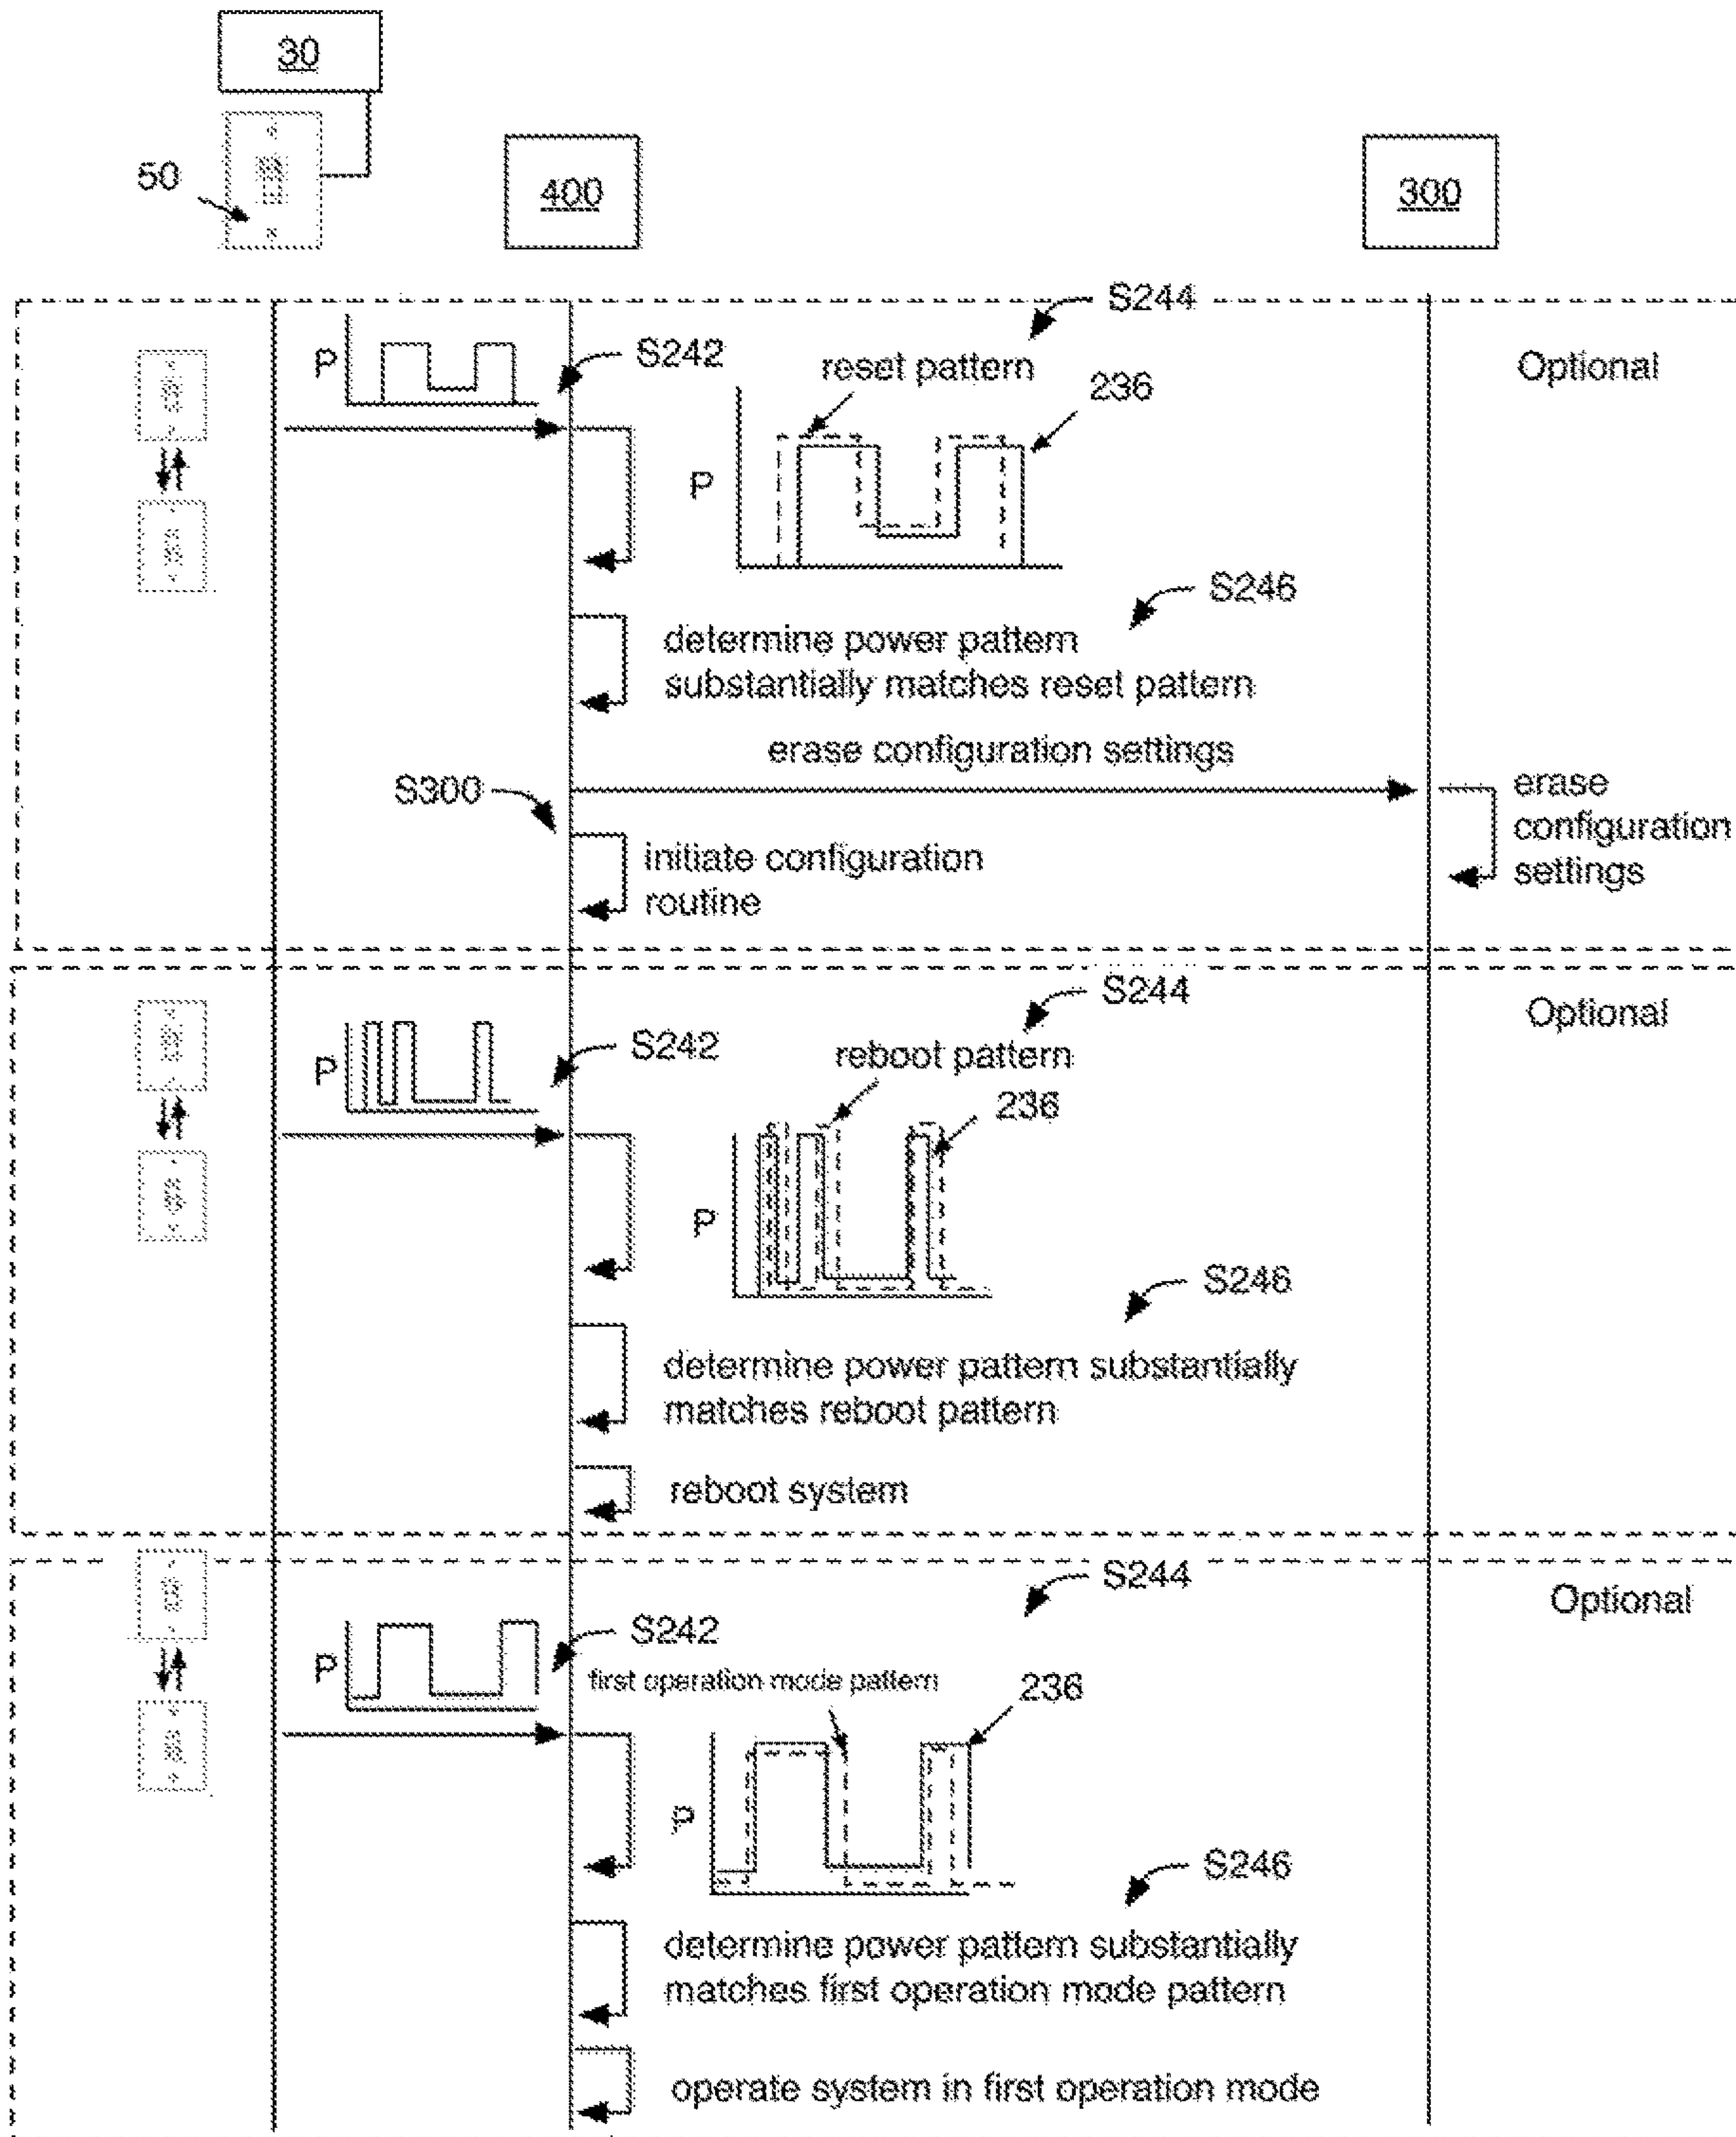 30
50
400
300
S244
P
S242
reset pattern
Optional
236
P
S246
determine power pattern
substantially matches reset pattern
erase configuration settings
S300
erase
configuration
settings
initiate configuration
routine
S244
Optional
P
S242
reboot pattern
236
P
S246
determine power pattern substantially
matches reboot pattern
reboot system
S244
Optional
P
S242
first operation mode pattern
236
P
S246
determine power pattern substantially
matches first operation mode pattern
operate system in first operation mode